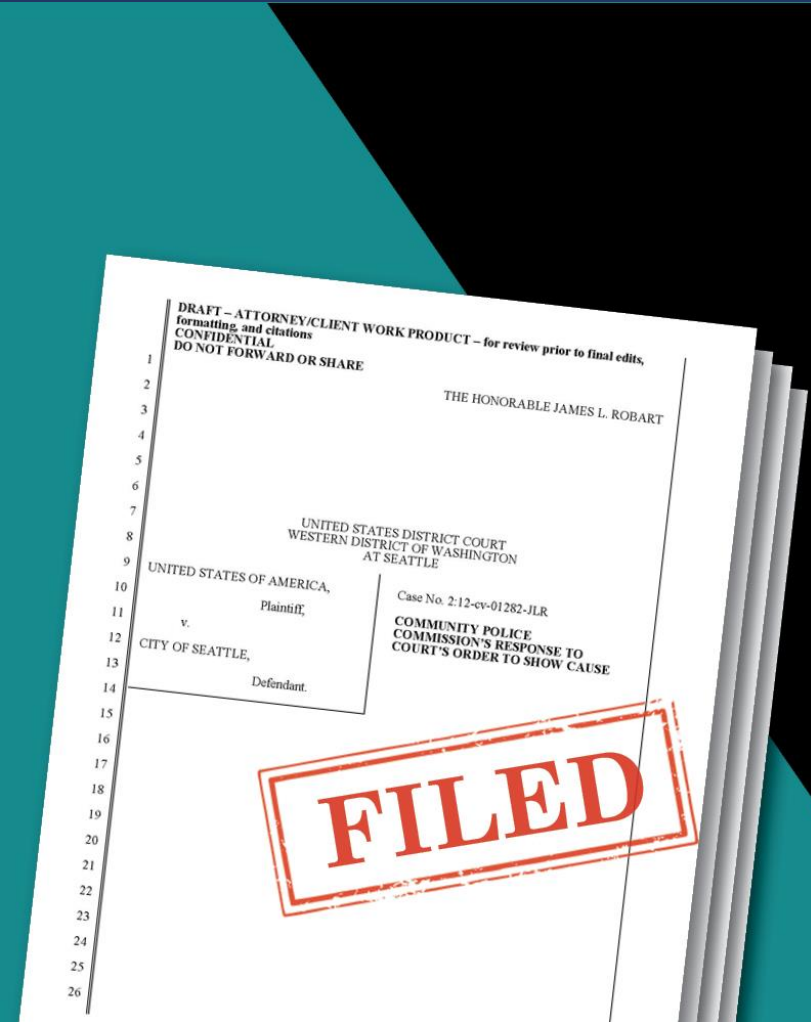 DRAFT – ATTORNEY/CLIENT WORK PRODUCT – for review prior to final edits,
formatting, and citations
CONFIDENTIAL
DO NOT FORWARD OR SHARE
1
2
THE HONORABLE JAMES L. ROBART
3
4
5
6
7
8
UNITED STATES DISTRICT COURT
WESTERN DISTRICT OF WASHINGTON
AT SEATTLE
9
10
UNITED STATES OF AMERICA,
Plaintiff,
11
v.
12
CITY OF SEATTLE,
13
Defendant.
14
Case No. 2:12-cv-01282-JLR
COMMUNITY POLICE
COMMISSION'S RESPONSE TO
COURT'S ORDER TO SHOW CAUSE
15
16
17
18
19
20
21
22
23
24
25
26
FILED